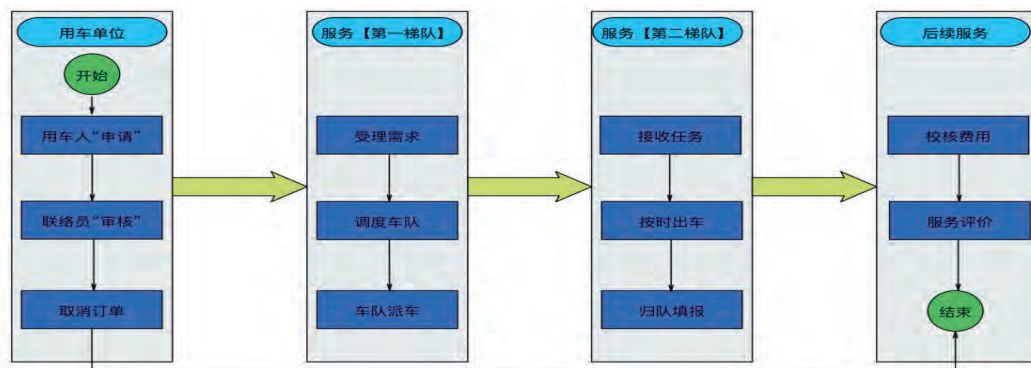 用车单位
开始
用车人“申请”
联络员“审核”
取消订单
服务【第一梯队】
受理需求
调度车队
车队派车
服务【第二梯队】
接收任务
按时出车
归队填报
后续服务
校核费用
服务评价
结束